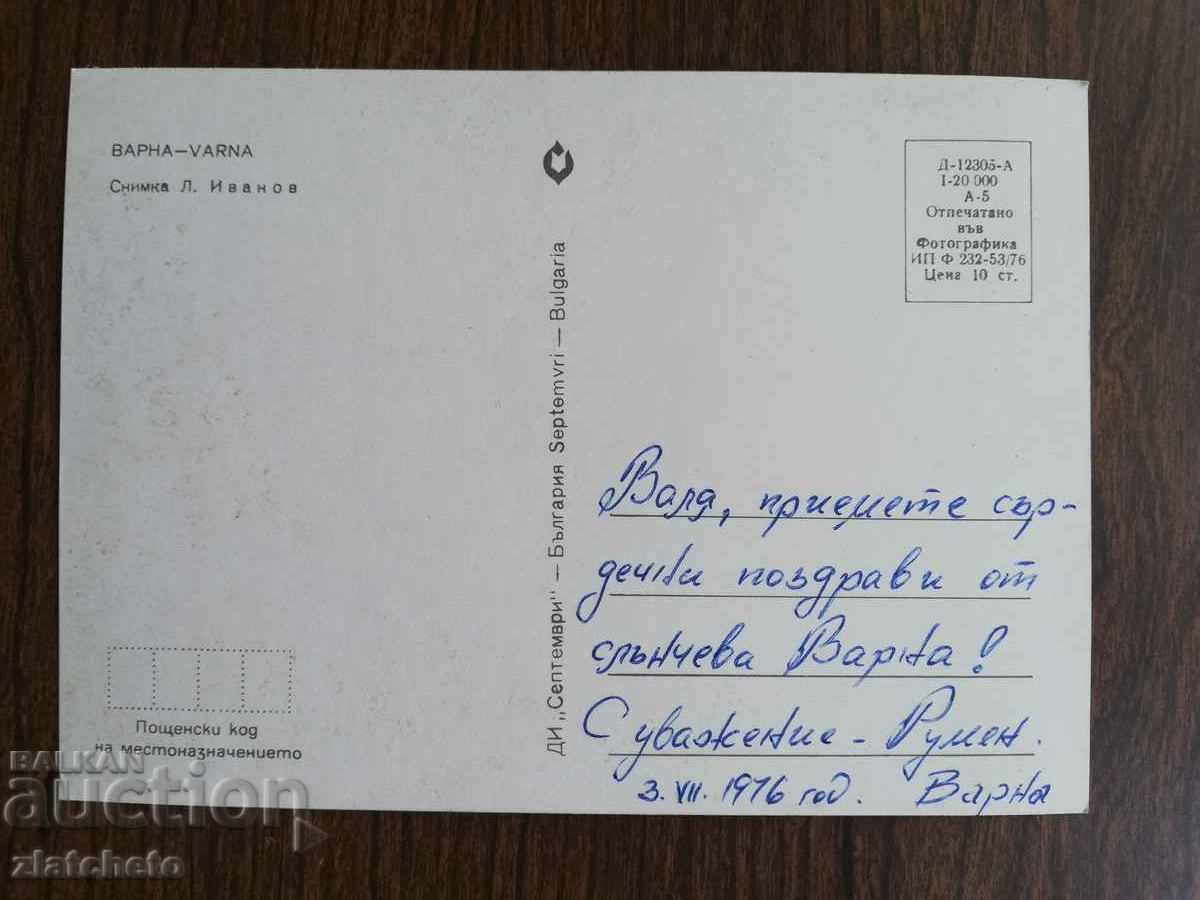 ВАРНА—VARNA
Снимка Л. Иванов
Д-12305-А
I-20 000
А-5
Отпечатано
във
Фотографика
ИП Ф 232-53/76
Цена 10 ст.
ДИ „Септември" — България Septemvri — Bulgaria
Валя, приемете сър-
дечни поздрави от
слънчева Варна!
С уважение - Румен.
3. VII. 1976 год. Варна
Пощенски код
на местоназначението
BALKAN
auction
zlatcheto